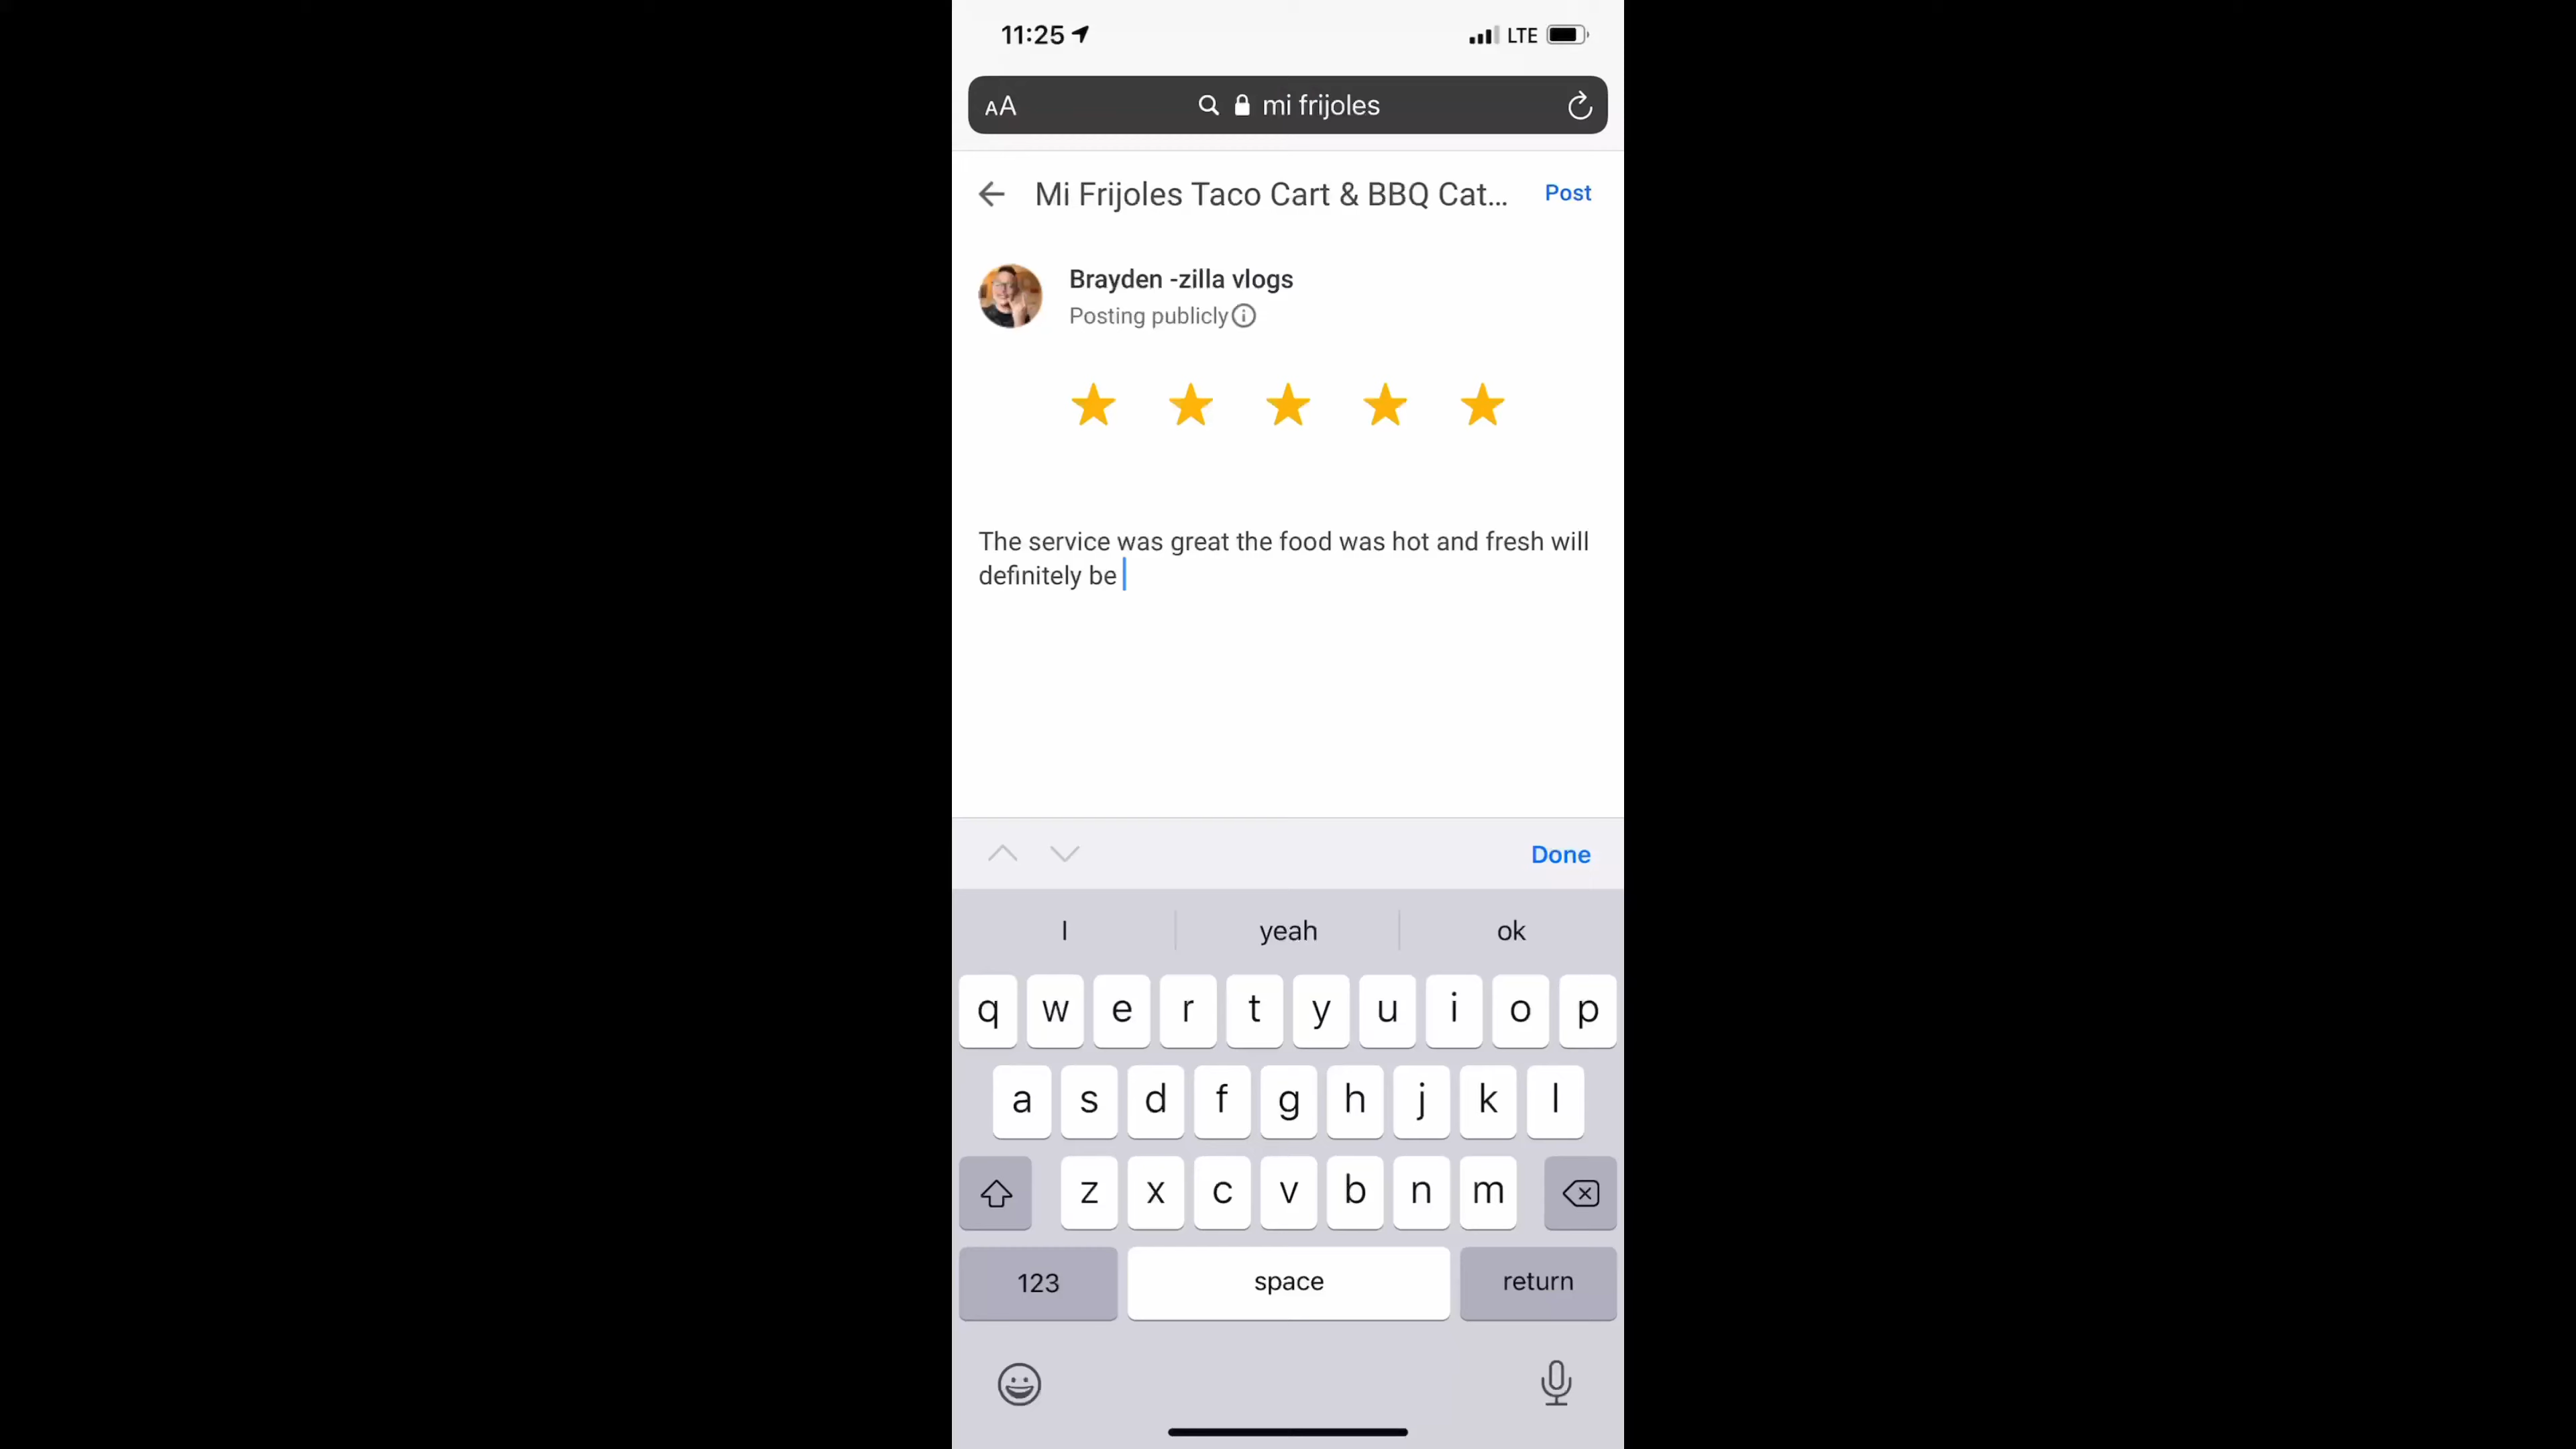 11:25 LTE
AA mi frijoles
Mi Frijoles Taco Cart & BBQ Cat... Post
Brayden -zilla vlogs
Posting publicly
The service was great the food was hot and fresh will
definitely be
Done
I yeah ok
q w e r t y u i o p
a s d f g h j k l
z x c v b n m
123 space return